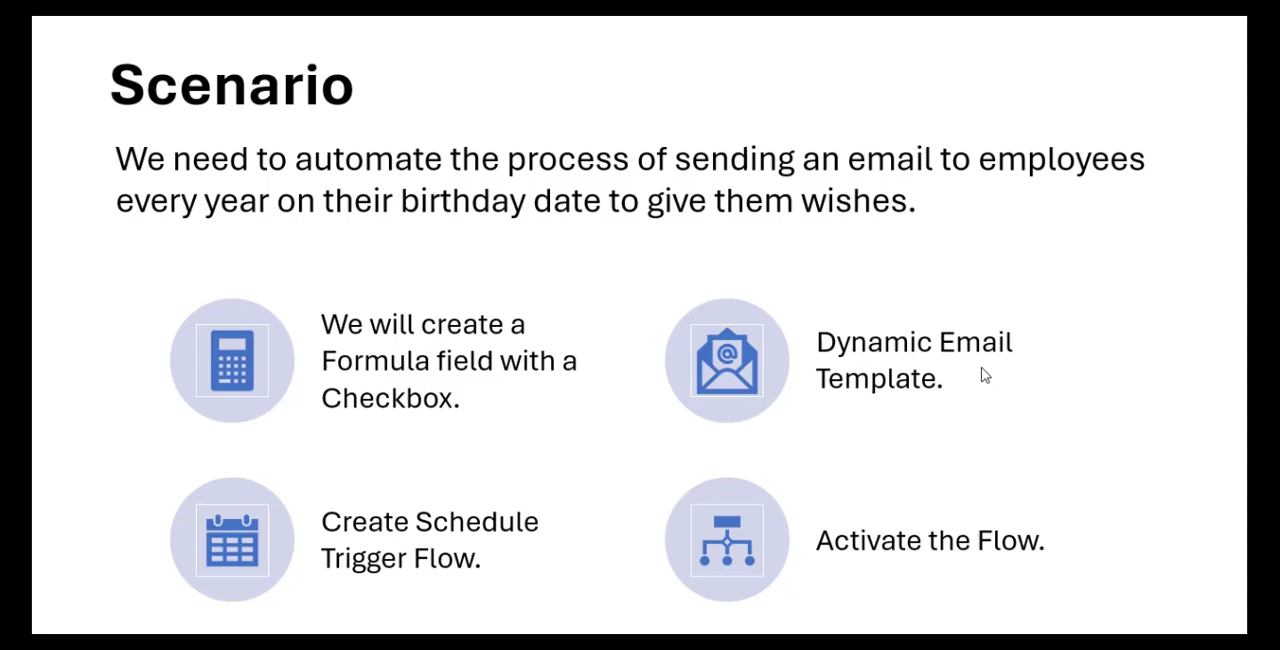 Scenario
We need to automate the process of sending an email to employees
every year on their birthday date to give them wishes.
We will create a
Formula field with a
Checkbox.
Dynamic Email
Template.
Create Schedule
Trigger Flow.
Activate the Flow.